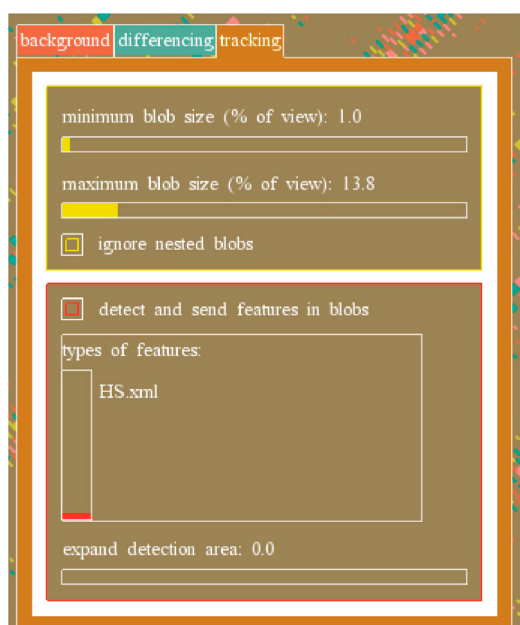 background differencing tracking
minimum blob size (% of view): 1.0
maximum blob size (% of view): 13.8
ignore nested blobs
detect and send features in blobs
types of features:
HS.xml
expand detection area: 0.0